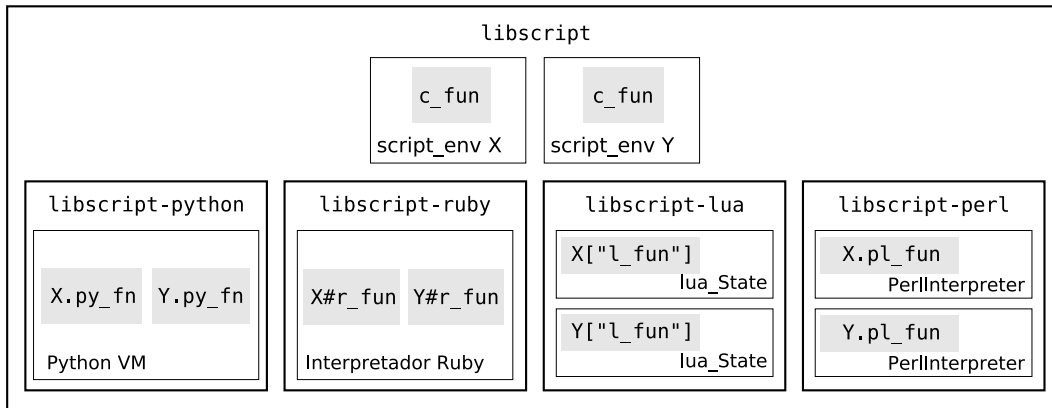 libscript
c_fun
script_env X
c_fun
script_env Y
libscript-python
X.py_fn
Y.py_fn
Python VM
libscript-ruby
X#r_fun
Y#r_fun
Interpretador Ruby
libscript-lua
X["l_fun"]
lua_State
Y["l_fun"]
lua_State
libscript-perl
X.pl_fun
PerlInterpreter
Y.pl_fun
PerlInterpreter